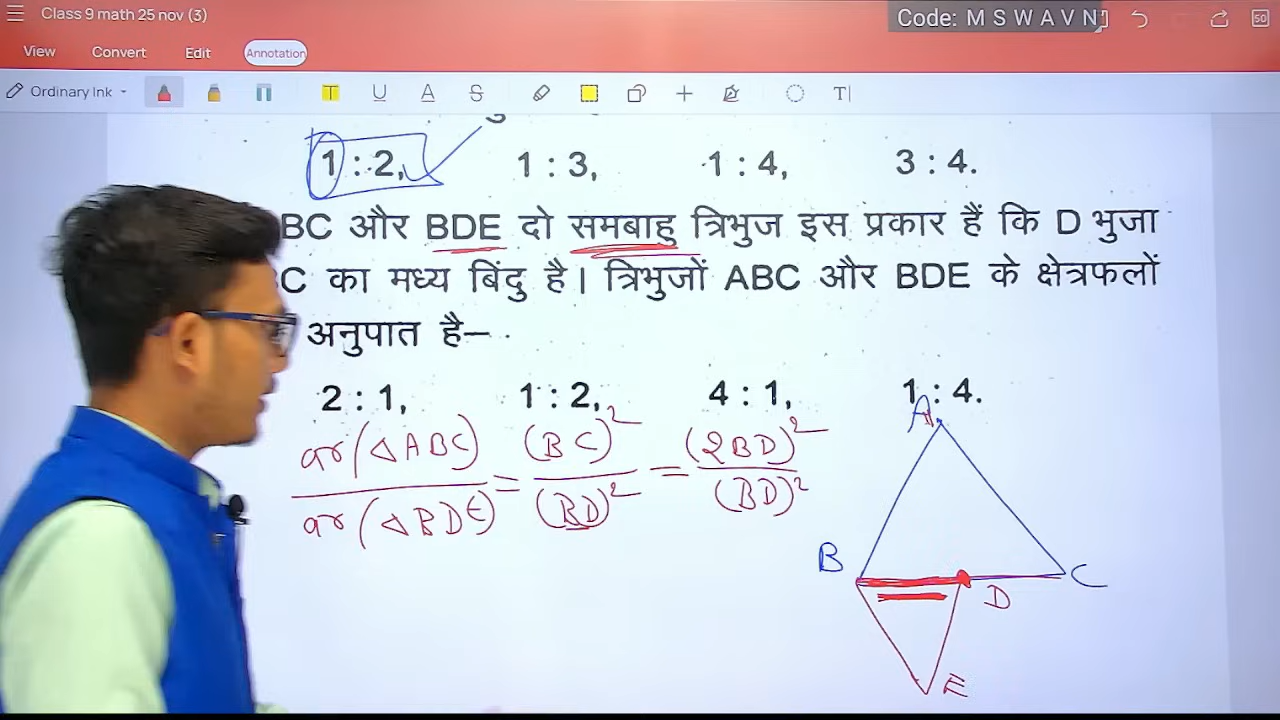 Class 9 math 25 nov (3)
Code: M S W A V N
50
View Convert Edit Annotation
Ordinary Ink T U A S T
1 : 2, 1 : 3, 1 : 4, 3 : 4.
BC और BDE दो समबाहु त्रिभुज इस प्रकार हैं कि D भुजा
C का मध्य बिंदु है। त्रिभुजों ABC और BDE के क्षेत्रफलों
अनुपात है–
2 : 1, 1 : 2, 4 : 1, 1 : 4.
ar(△ABC) / ar(△BDE) = (BC)² / (BD)² = (2BD)² / (BD)²
A
B C
D
E